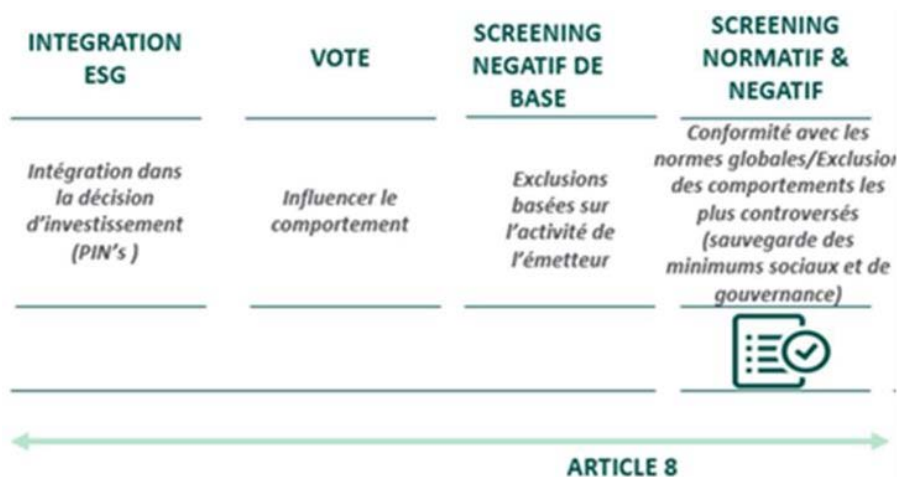 INTEGRATION
ESG
VOTE
SCREENING
NEGATIF DE
BASE
SCREENING
NORMATIF &
NEGATIF
Intégration dans
la décision
d'investissement
(PIN's )
Influencer le
comportement
Exclusions
basées sur
l'activité de
l'émetteur
Conformité avec les
normes globales/Exclusion
des comportements les
plus controversés
(sauvegarde des
minimums sociaux et de
gouvernance)
ARTICLE 8